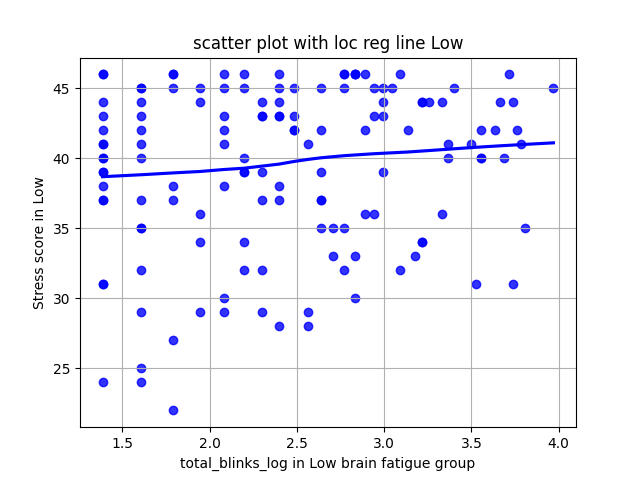 scatter plot with loc reg line Low
45
40
35
30
25
Stress score in Low
1.5 2.0 2.5 3.0 3.5 4.0
total_blinks_log in Low brain fatigue group